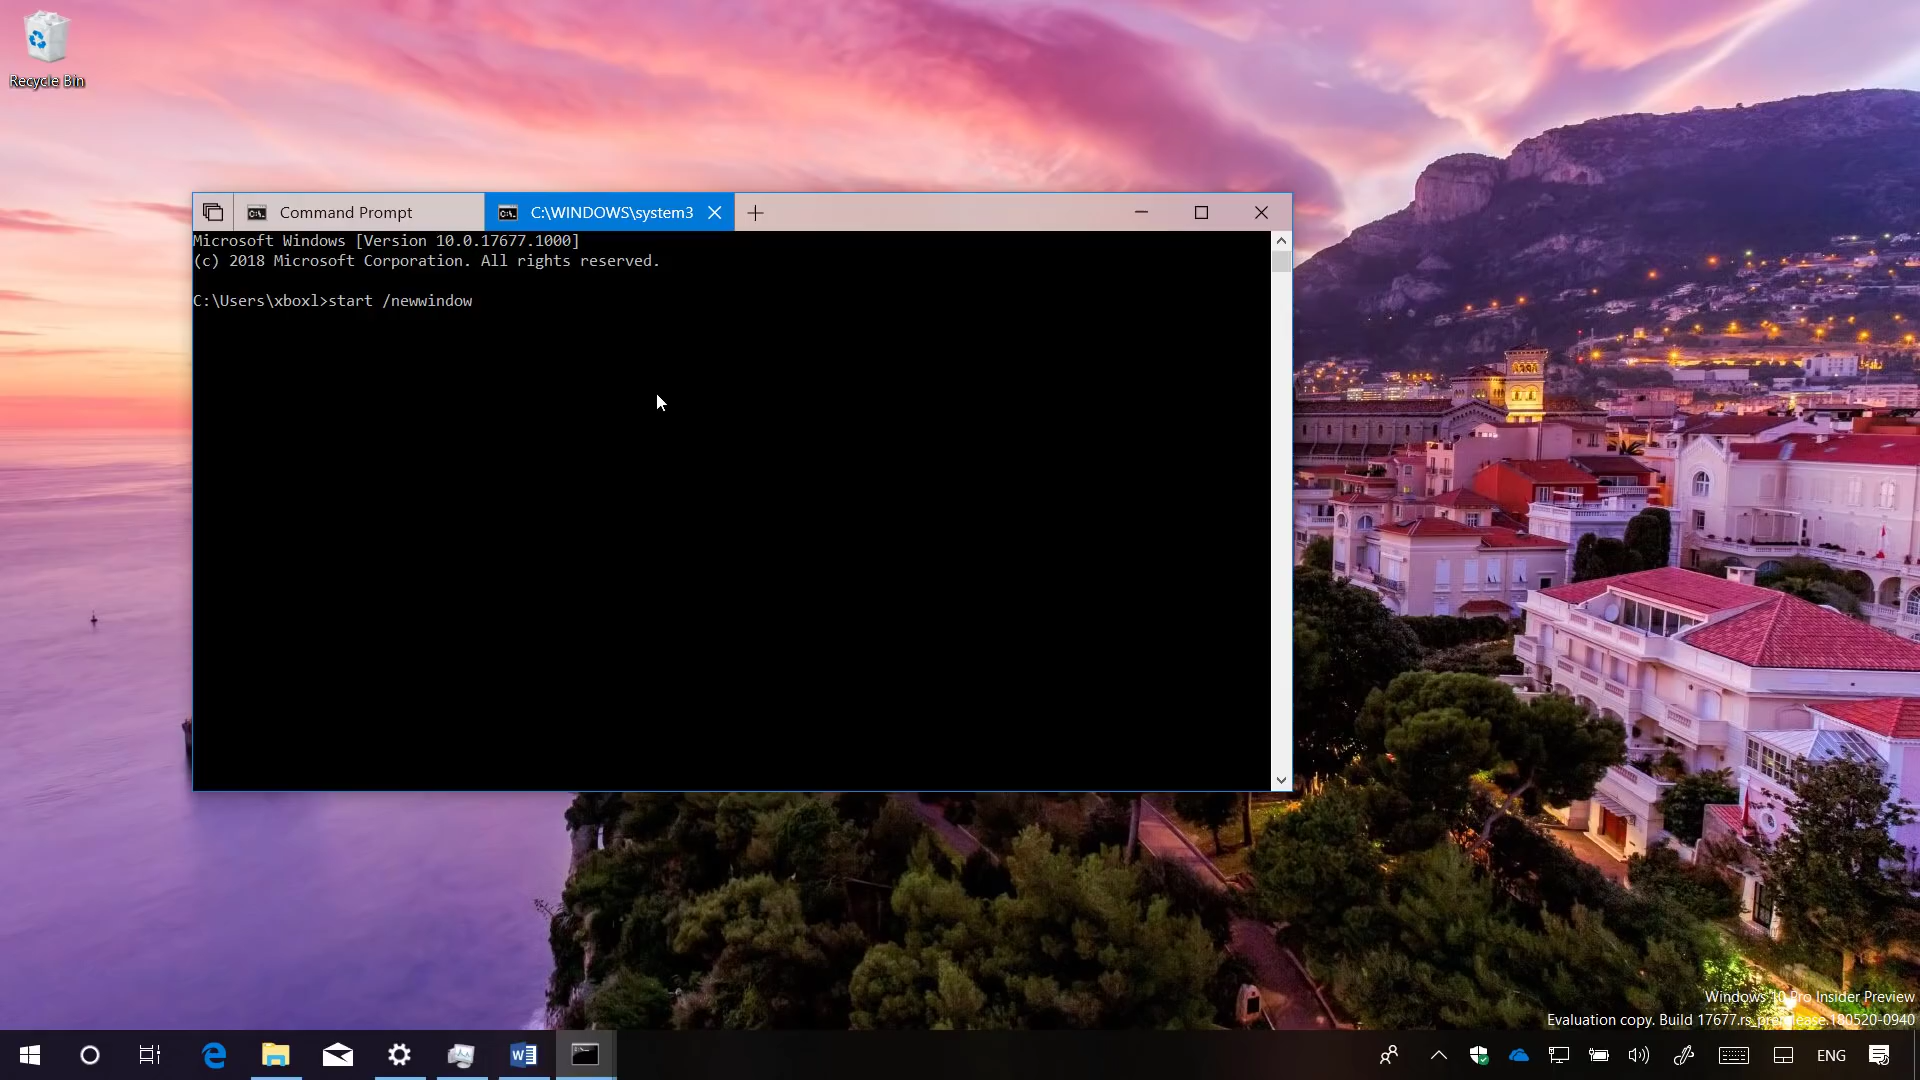 Recycle Bin
Command Prompt
C:\WINDOWS\system3
Microsoft Windows [Version 10.0.17677.1000]
(c) 2018 Microsoft Corporation. All rights reserved.
C:\Users\xboxl>start /newwindow
Windows 10 Pro Insider Preview
Evaluation copy. Build 17677.rs_prerelease.180520-0940
ENG